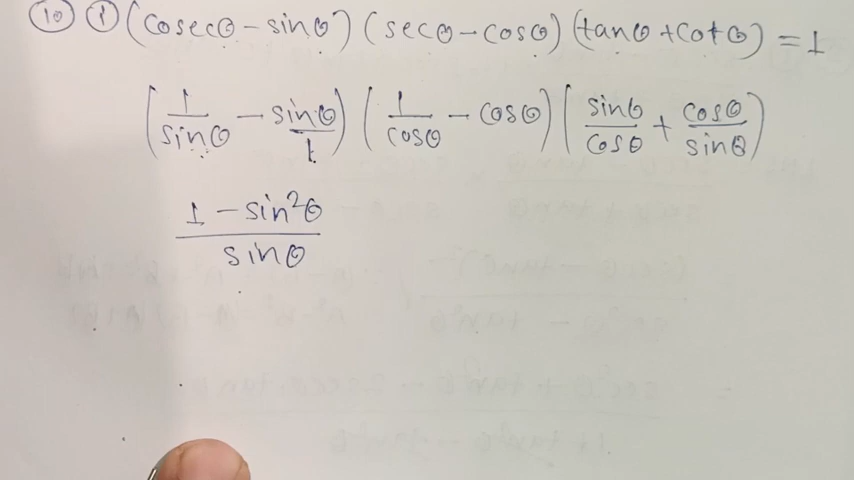 10 1 (cosecθ - sinθ) (secθ - cosθ) (tanθ + cotθ) = 1
(1/sinθ - sinθ/1) (1/cosθ - cosθ) (sinθ/cosθ + cosθ/sinθ)
1 - sin²θ
sinθ